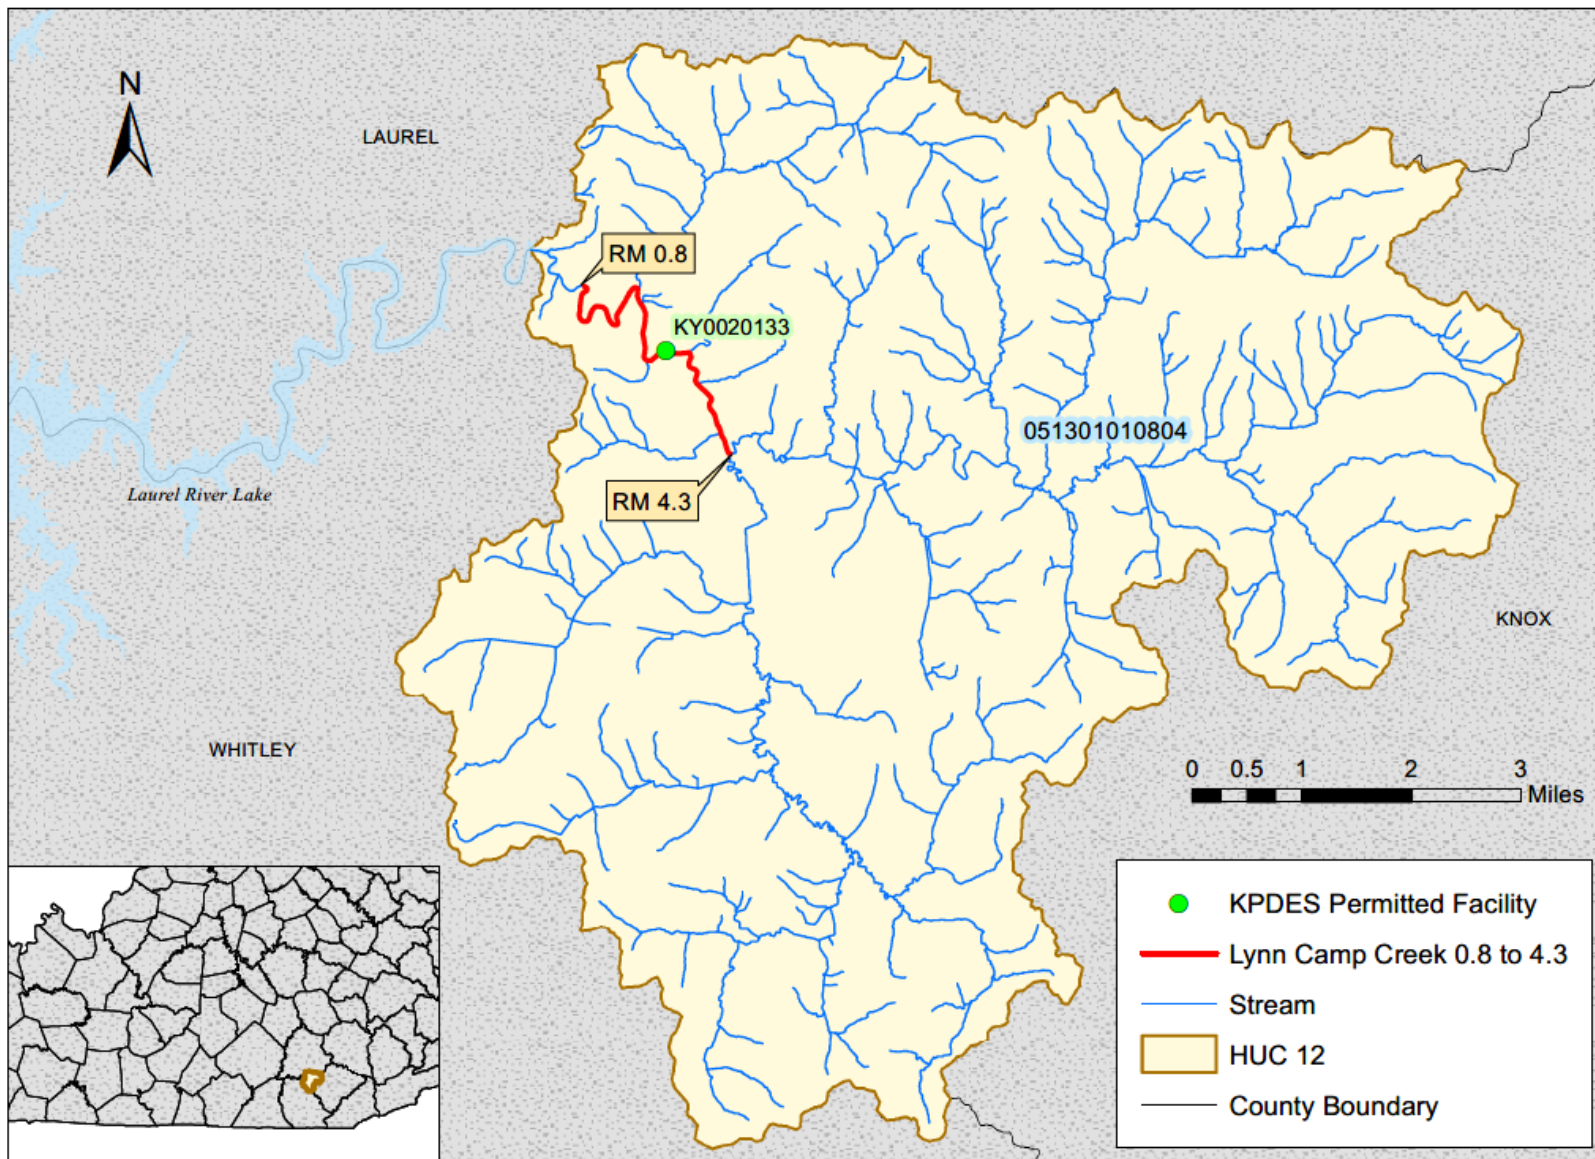 N
LAUREL
RM 0.8
KY0020133
051301010804
Laurel River Lake
RM 4.3
KNOX
WHITLEY
0 0.5 1 2 3
Miles
KPDES Permitted Facility
Lynn Camp Creek 0.8 to 4.3
Stream
HUC 12
County Boundary